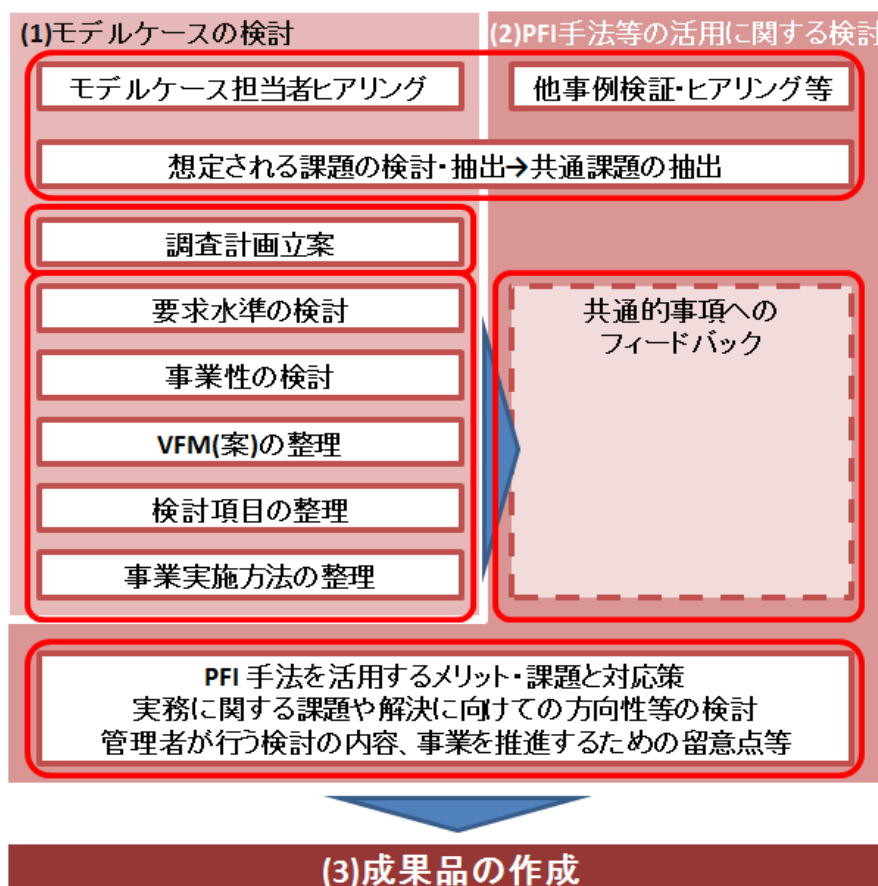 (1)モデルケースの検討
(2)PFI手法等の活用に関する検討
モデルケース担当者ヒアリング
他事例検証・ヒアリング等
想定される課題の検討・抽出→共通課題の抽出
調査計画立案
要求水準の検討
事業性の検討
VFM(案)の整理
検討項目の整理
事業実施方法の整理
共通的事項への
フィードバック
PFI 手法を活用するメリット・課題と対応策
実務に関する課題や解決に向けての方向性等の検討
管理者が行う検討の内容、事業を推進するための留意点等
(3)成果品の作成